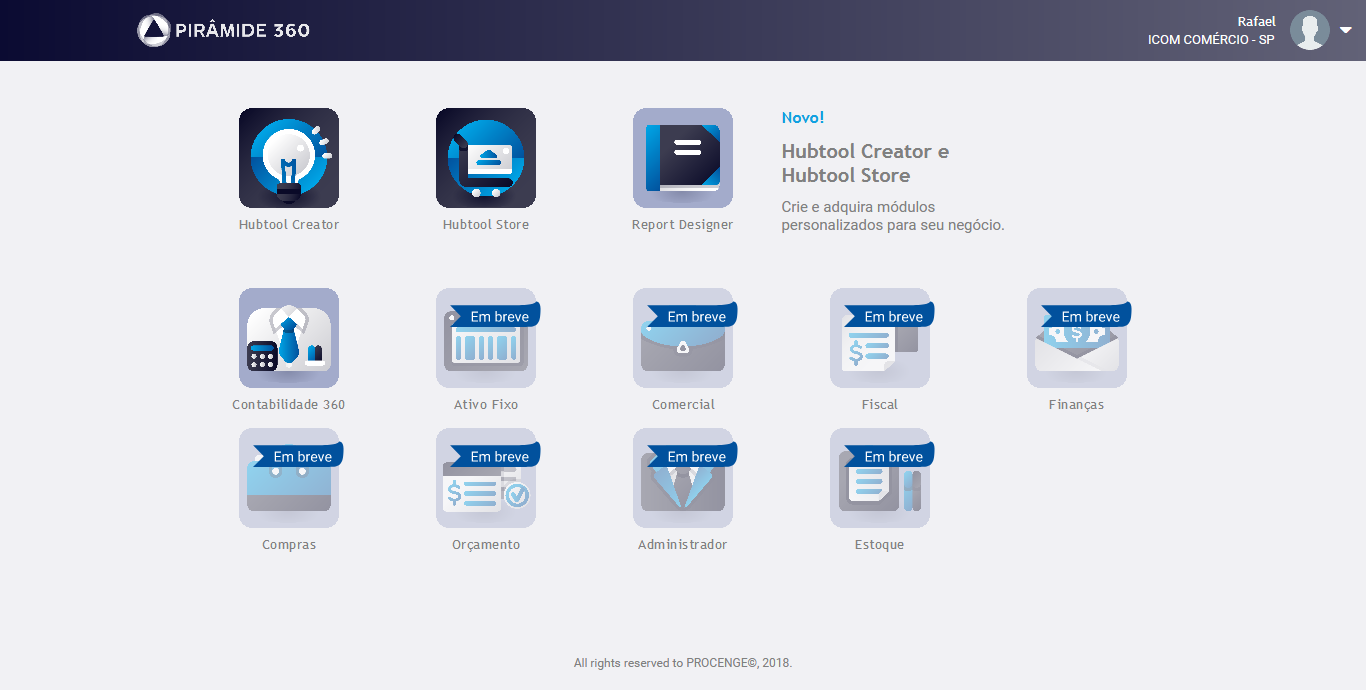 PIRÂMIDE 360
Rafael
ICOM COMÉRCIO - SP
Hubtool Creator
Hubtool Store
Report Designer
Novo!
Hubtool Creator e
Hubtool Store
Crie e adquira módulos
personalizados para seu negócio.
Contabilidade 360
Em breve
Ativo Fixo
Em breve
Comercial
Em breve
Fiscal
Em breve
Finanças
Em breve
Compras
Em breve
Orçamento
Em breve
Administrador
Em breve
Estoque
All rights reserved to PROCENGE©, 2018.